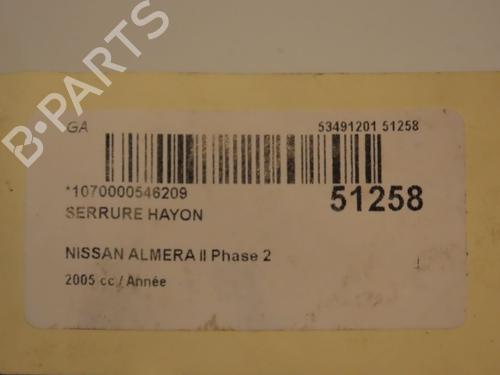 B-PARTS
GA 53491201 51258
*1070000546209
51258
SERRURE HAYON
NISSAN ALMERA II Phase 2
2005 cc / Année